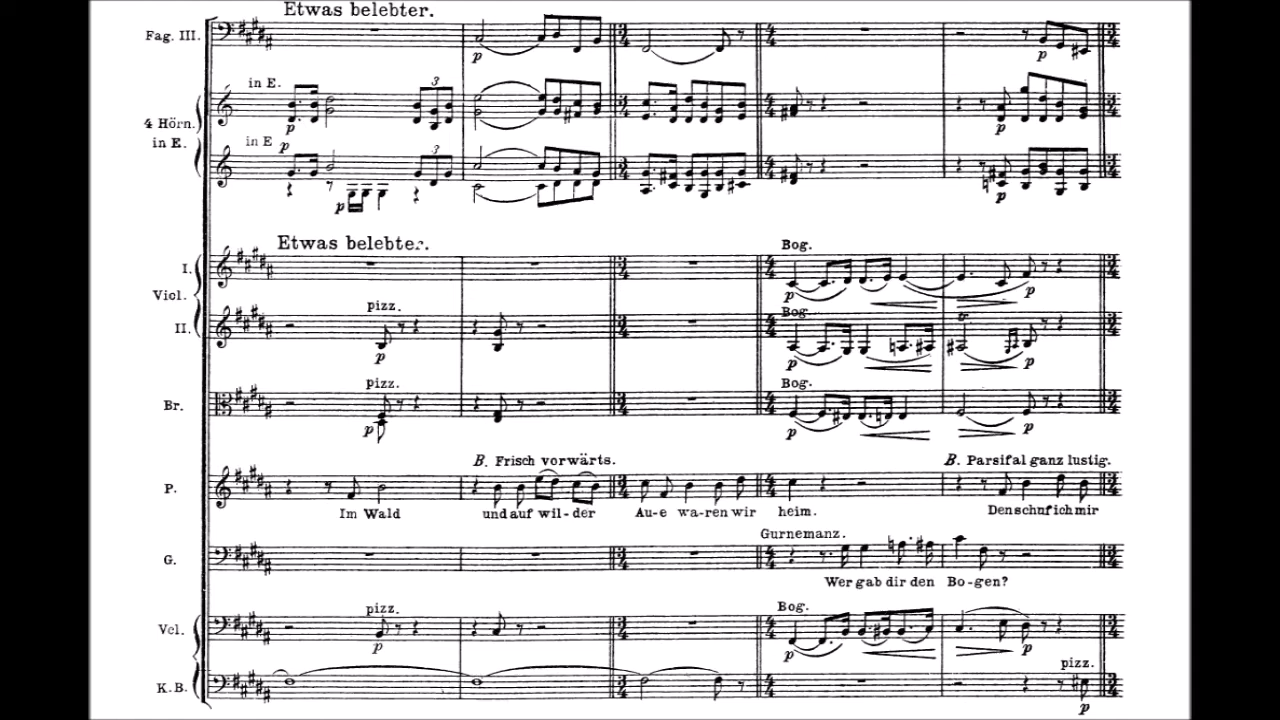 Etwas belebter.
Fag. III.
p
p
in E.
3
4 Hörn.
in E.
p
p
in E
p
3
p
p
Etwas belebter.
I.
Bog.
Viol.
p
p
II.
pizz.
Bog.
p
p
p
Br.
pizz.
Bog.
p
p
p
B. Frisch vorwärts.
B. Parsifal ganz lustig.
P.
Im Wald und auf wil-der Au-e wa-ren wir heim. Den schuf ich mir
Gurnemanz.
G.
Wer gab dir den Bo-gen?
Vcl.
pizz.
Bog.
p
p
p
K.B.
pizz.
p